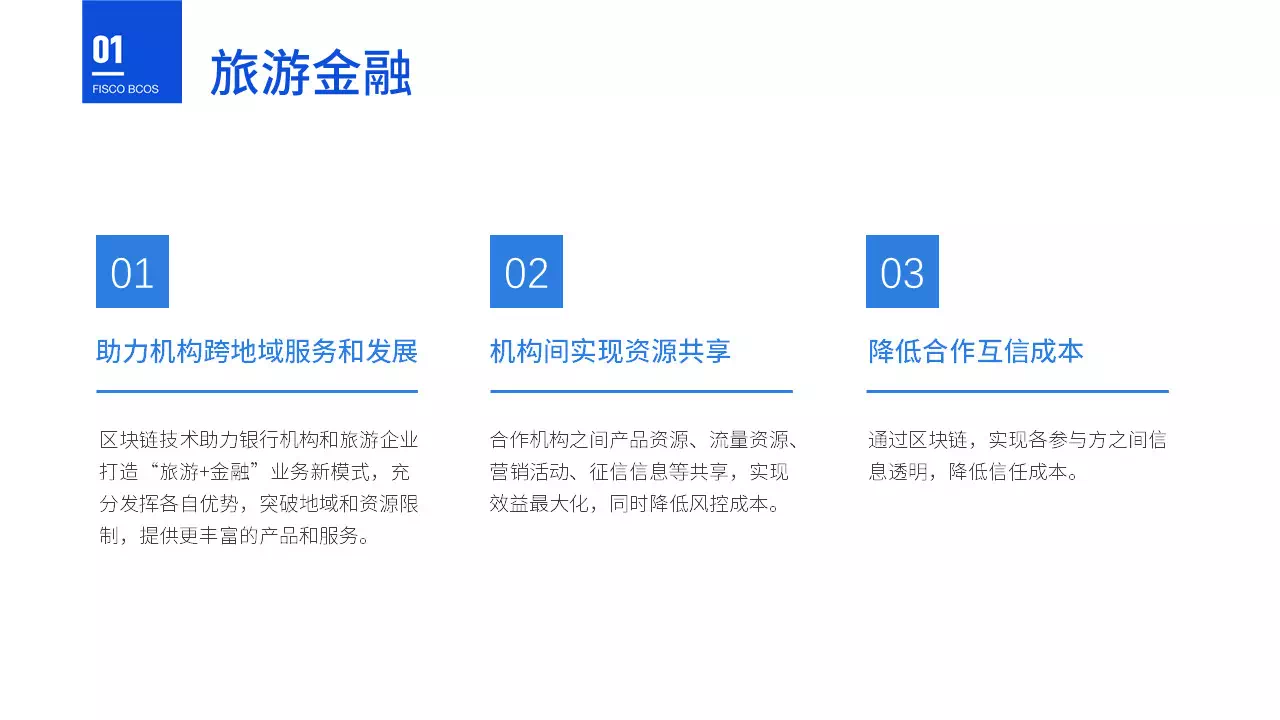 01
FISCO BCOS
旅游金融
01
助力机构跨地域服务和发展
区块链技术助力银行机构和旅游企业
打造“旅游+金融”业务新模式，充
分发挥各自优势，突破地域和资源限
制，提供更丰富的产品和服务。
02
机构间实现资源共享
合作机构之间产品资源、流量资源、
营销活动、征信信息等共享，实现
效益最大化，同时降低风控成本。
03
降低合作互信成本
通过区块链，实现各参与方之间信
息透明，降低信任成本。